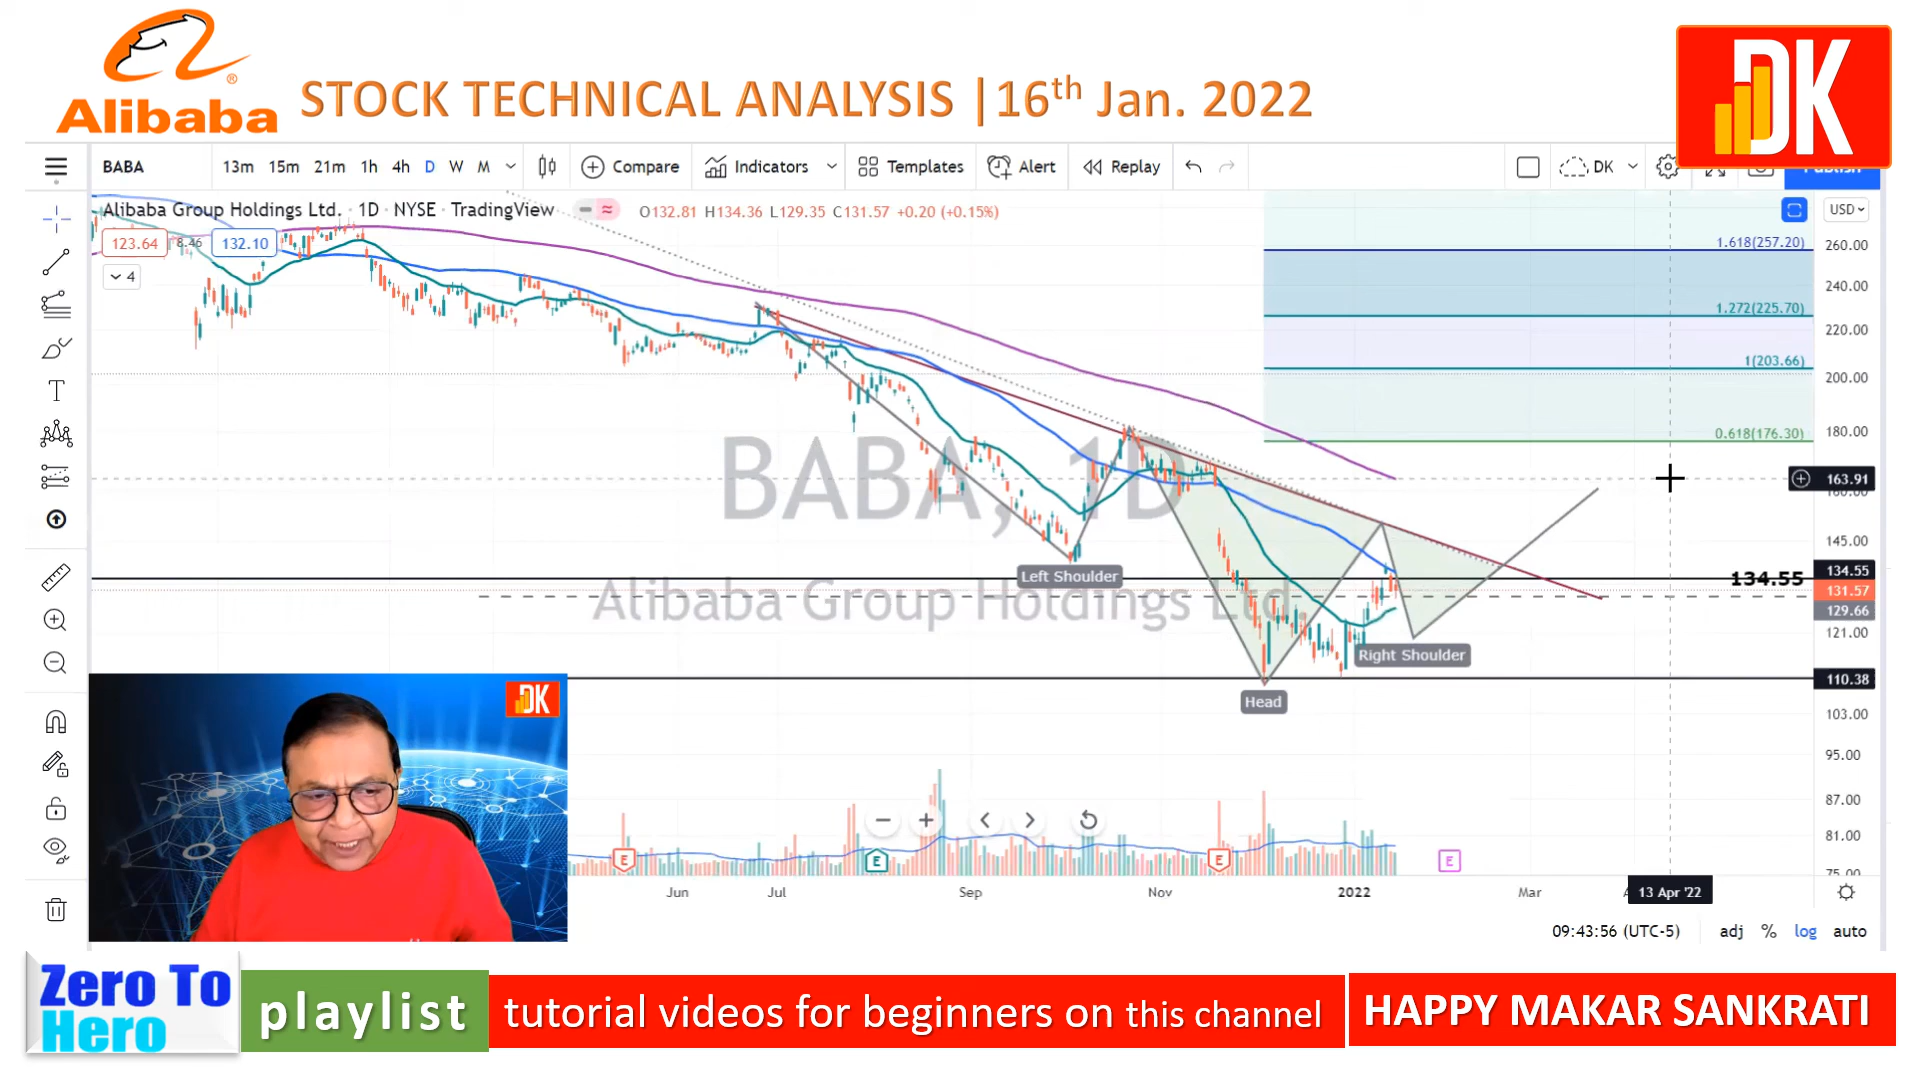 Alibaba
STOCK TECHNICAL ANALYSIS | 16th Jan. 2022
DK
BABA 13m 15m 21m 1h 4h D W M Compare Indicators Templates Alert Replay DK
Publish
Alibaba Group Holdings Ltd. · 1D · NYSE · TradingView O132.81 H134.36 L129.35 C131.57 +0.20 (+0.15%)
USD
123.64 8.46 132.10
4
1.618(257.20)
260.00
240.00
1.272(225.70)
220.00
1(203.66)
200.00
0.618(176.30)
180.00
BABA, 1D
163.91
160.00
145.00
134.55
134.55
Left Shoulder
131.57
Alibaba Group Holdings Ltd.
129.66
121.00
Right Shoulder
110.38
Head
103.00
DK
95.00
87.00
81.00
E E E E
75.00
Jun Jul Sep Nov 2022 Mar 13 Apr '22
09:43:56 (UTC-5) adj % log auto
Zero To
Hero
playlist
tutorial videos for beginners on this channel
HAPPY MAKAR SANKRATI